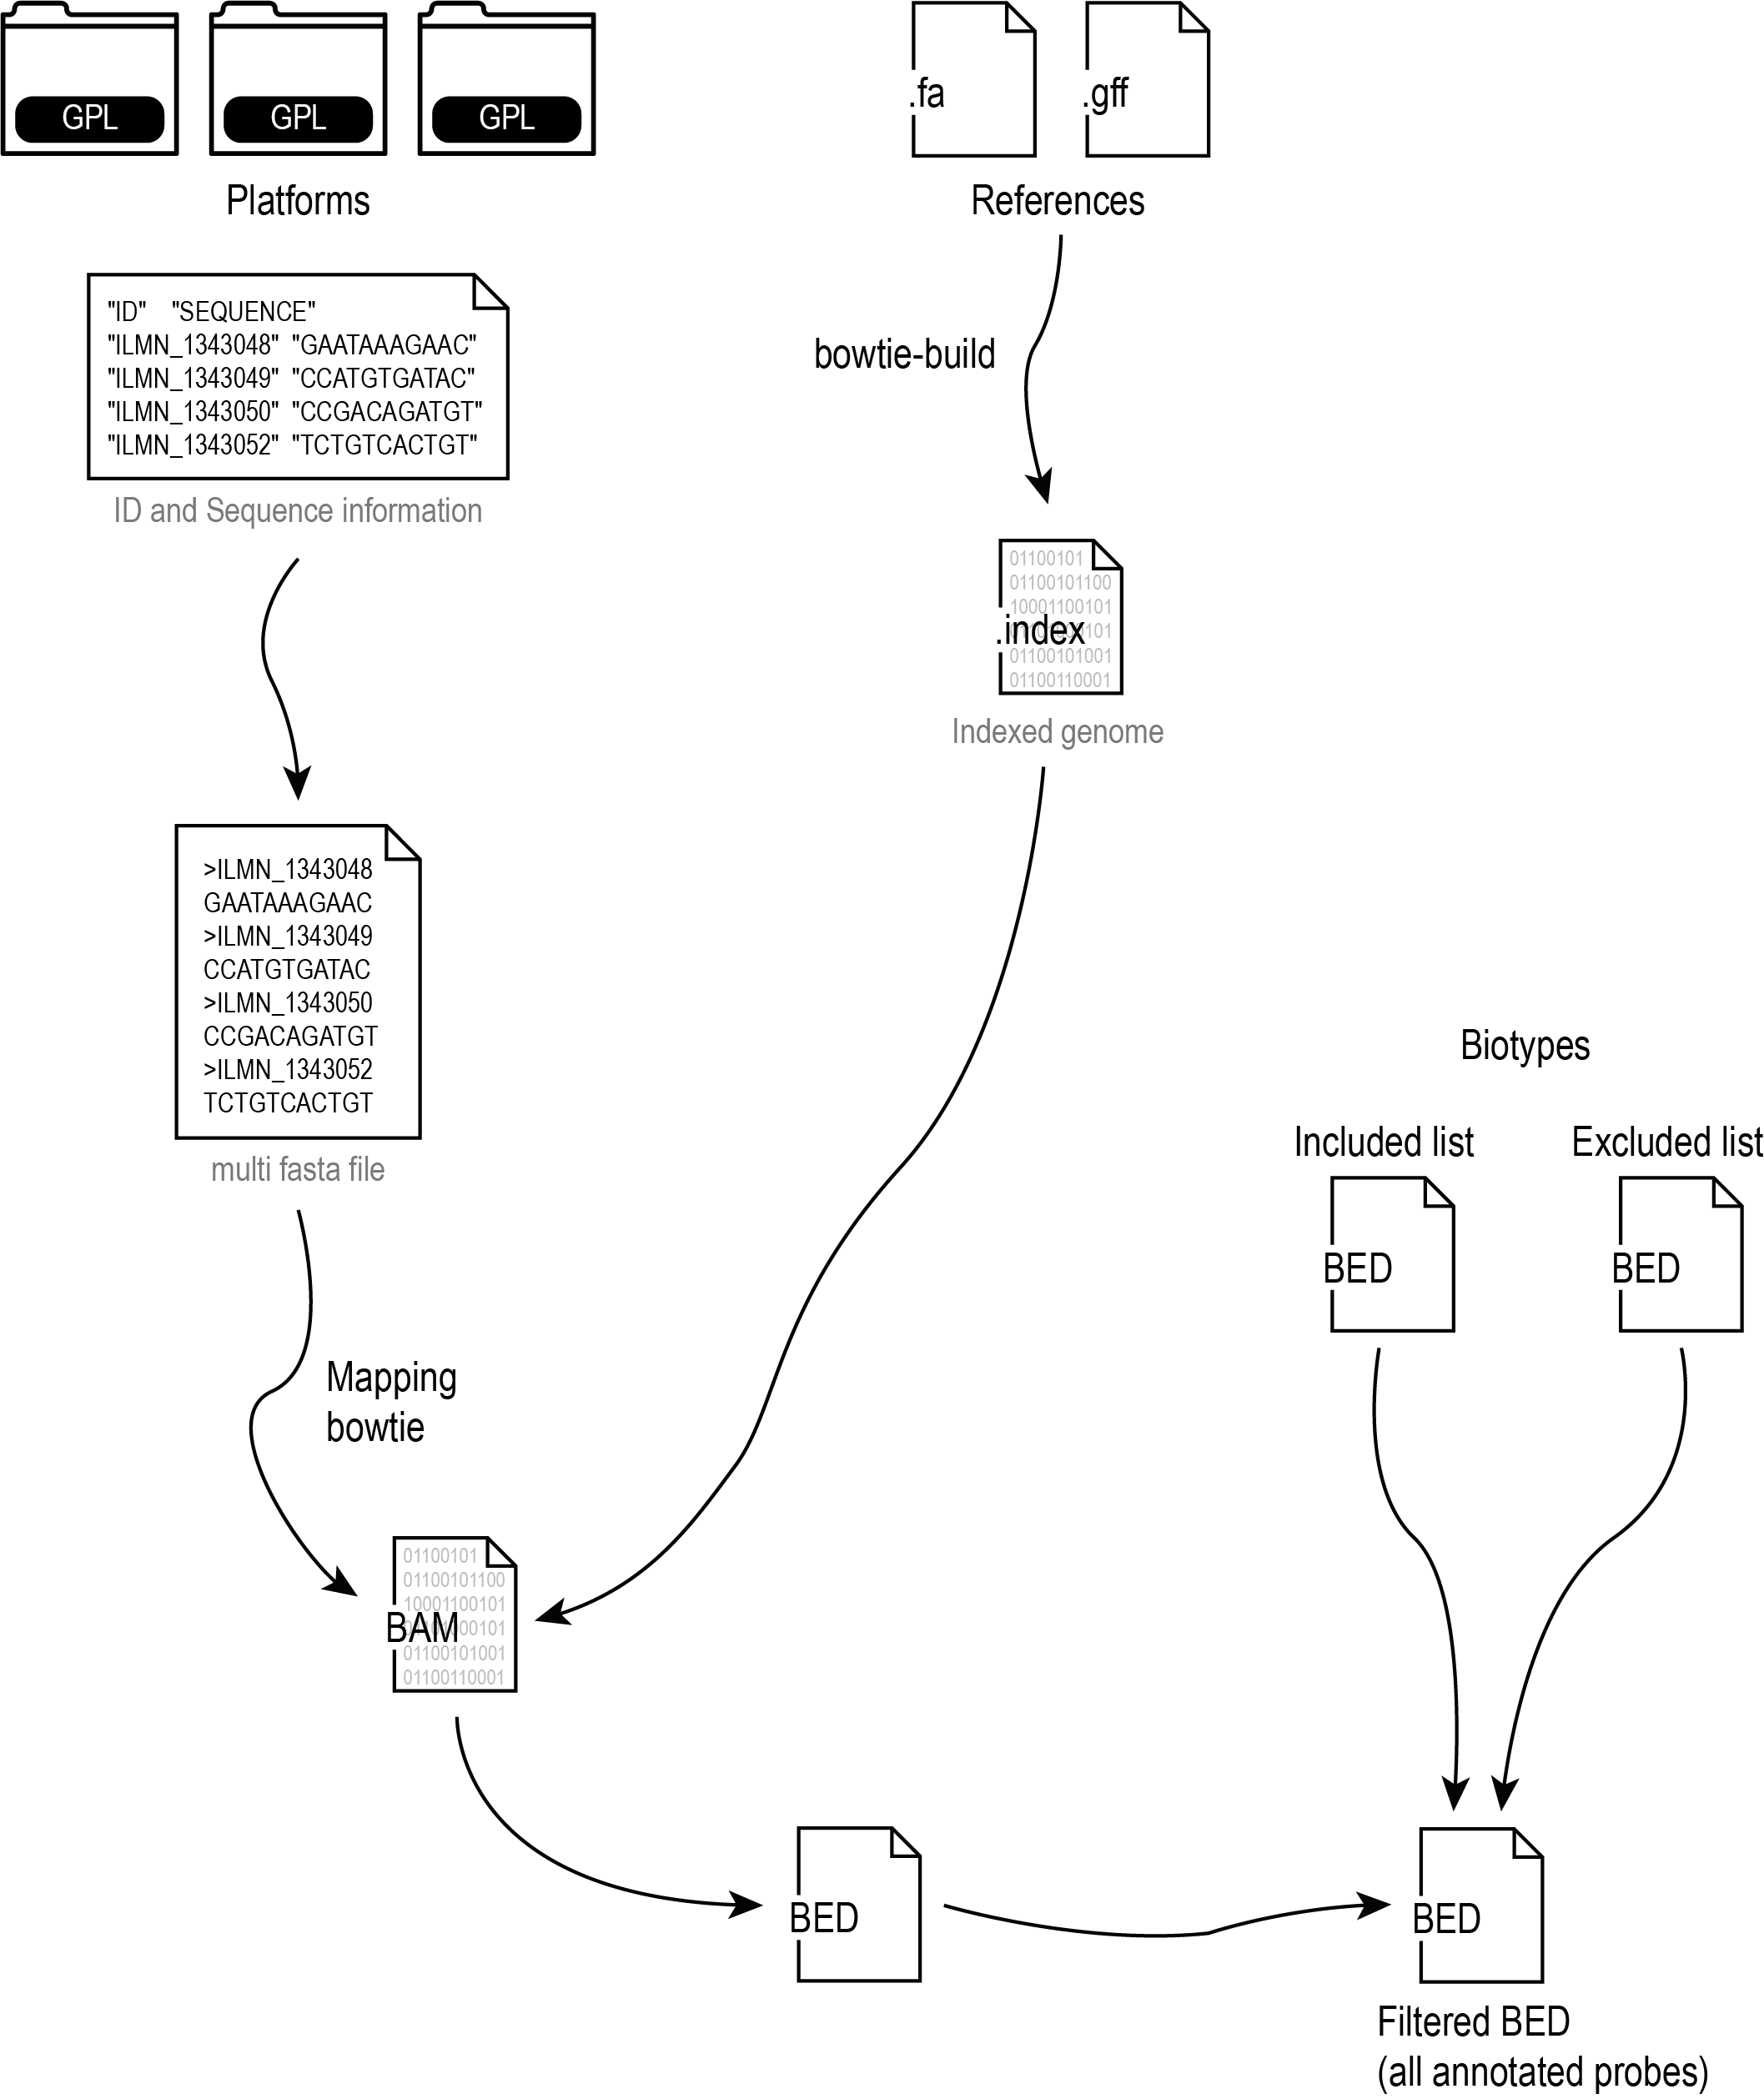 GPL GPL GPL
.fa .gff
Platforms
References
"ID" "SEQUENCE"
"ILMN_1343048" "GAATAAAGAAC"
"ILMN_1343049" "CCATGTGATAC"
"ILMN_1343050" "CCGACAGATGT"
"ILMN_1343052" "TCTGTCACTGT"
ID and Sequence information
bowtie-build
01100101
01100101100
10001100101
.index
01100101001
01100110001
Indexed genome
>ILMN_1343048
GAATAAAGAAC
>ILMN_1343049
CCATGTGATAC
>ILMN_1343050
CCGACAGATGT
>ILMN_1343052
TCTGTCACTGT
multi fasta file
Mapping
bowtie
Biotypes
Included list
Excluded list
BED
BED
01100101
01100101100
10001100101
BAM
01100101001
01100110001
BED
BED
Filtered BED
(all annotated probes)